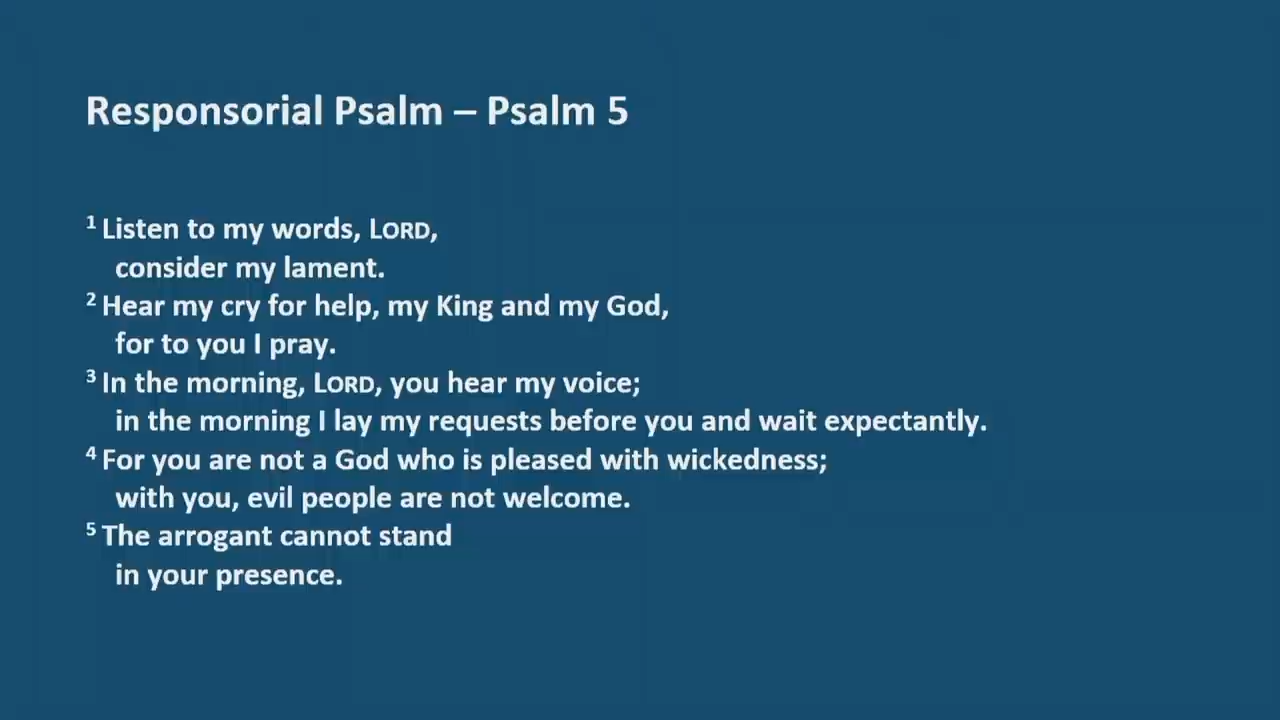 Responsorial Psalm – Psalm 5
¹ Listen to my words, LORD,
consider my lament.
² Hear my cry for help, my King and my God,
for to you I pray.
³ In the morning, LORD, you hear my voice;
in the morning I lay my requests before you and wait expectantly.
⁴ For you are not a God who is pleased with wickedness;
with you, evil people are not welcome.
⁵ The arrogant cannot stand
in your presence.